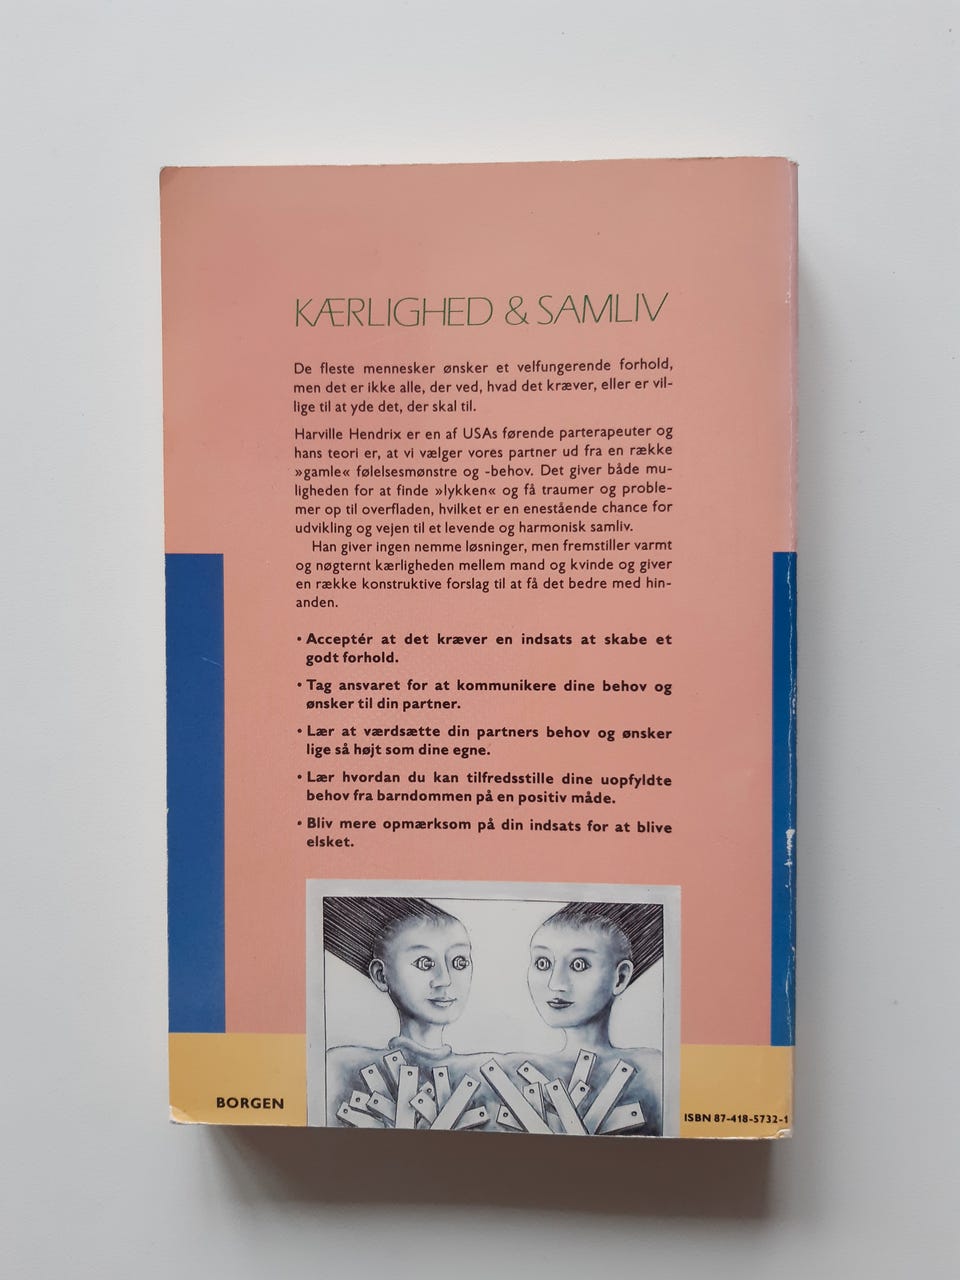 KÆRLIGHED & SAMLIV
De fleste mennesker ønsker et velfungerende forhold,
men det er ikke alle, der ved, hvad det kræver, eller er vil-
lige til at yde det, der skal til.
Harville Hendrix er en af USAs førende parterapeuter og
hans teori er, at vi vælger vores partner ud fra en række
»gamle« følelsesmønstre og -behov. Det giver både mu-
ligheden for at finde »lykken« og få traumer og proble-
mer op til overfladen, hvilket er en enestående chance for
udvikling og vejen til et levende og harmonisk samliv.
Han giver ingen nemme løsninger, men fremstiller varmt
og nøgternt kærligheden mellem mand og kvinde og giver
en række konstruktive forslag til at få det bedre med hin-
anden.
• Acceptér at det kræver en indsats at skabe et
godt forhold.
• Tag ansvaret for at kommunikere dine behov og
ønsker til din partner.
• Lær at værdsætte din partners behov og ønsker
lige så højt som dine egne.
• Lær hvordan du kan tilfredsstille dine uopfyldte
behov fra barndommen på en positiv måde.
• Bliv mere opmærksom på din indsats for at blive
elsket.
BORGEN
ISBN 87-418-5732-1